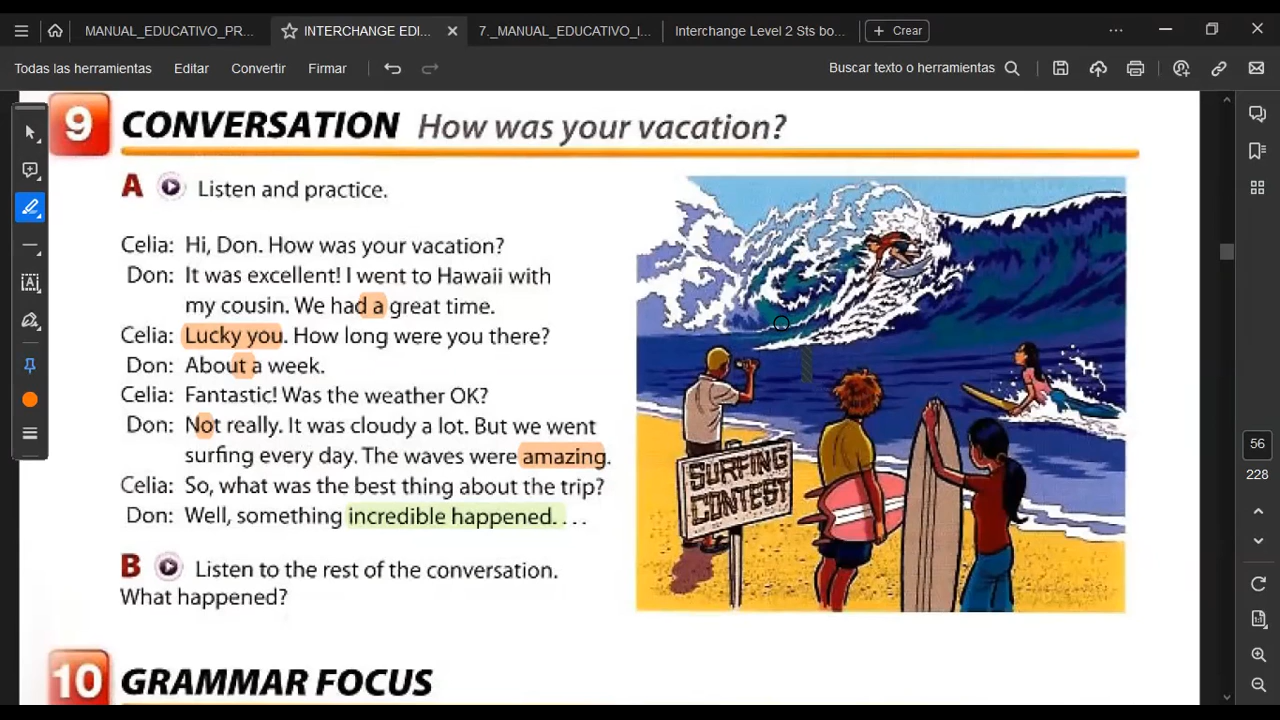 MANUAL_EDUCATIVO_PR...
INTERCHANGE EDI...
7._MANUAL_EDUCATIVO_I...
Interchange Level 2 Sts bo...
Crear
Todas las herramientas
Editar
Convertir
Firmar
Buscar texto o herramientas
9 CONVERSATION How was your vacation?
A Listen and practice.
Celia: Hi, Don. How was your vacation?
Don: It was excellent! I went to Hawaii with
my cousin. We had a great time.
Celia: Lucky you. How long were you there?
Don: About a week.
Celia: Fantastic! Was the weather OK?
Don: Not really. It was cloudy a lot. But we went
surfing every day. The waves were amazing.
Celia: So, what was the best thing about the trip?
Don: Well, something incredible happened. . . .
B Listen to the rest of the conversation.
What happened?
SURFING
CONTEST
10 GRAMMAR FOCUS
56
228
1:1